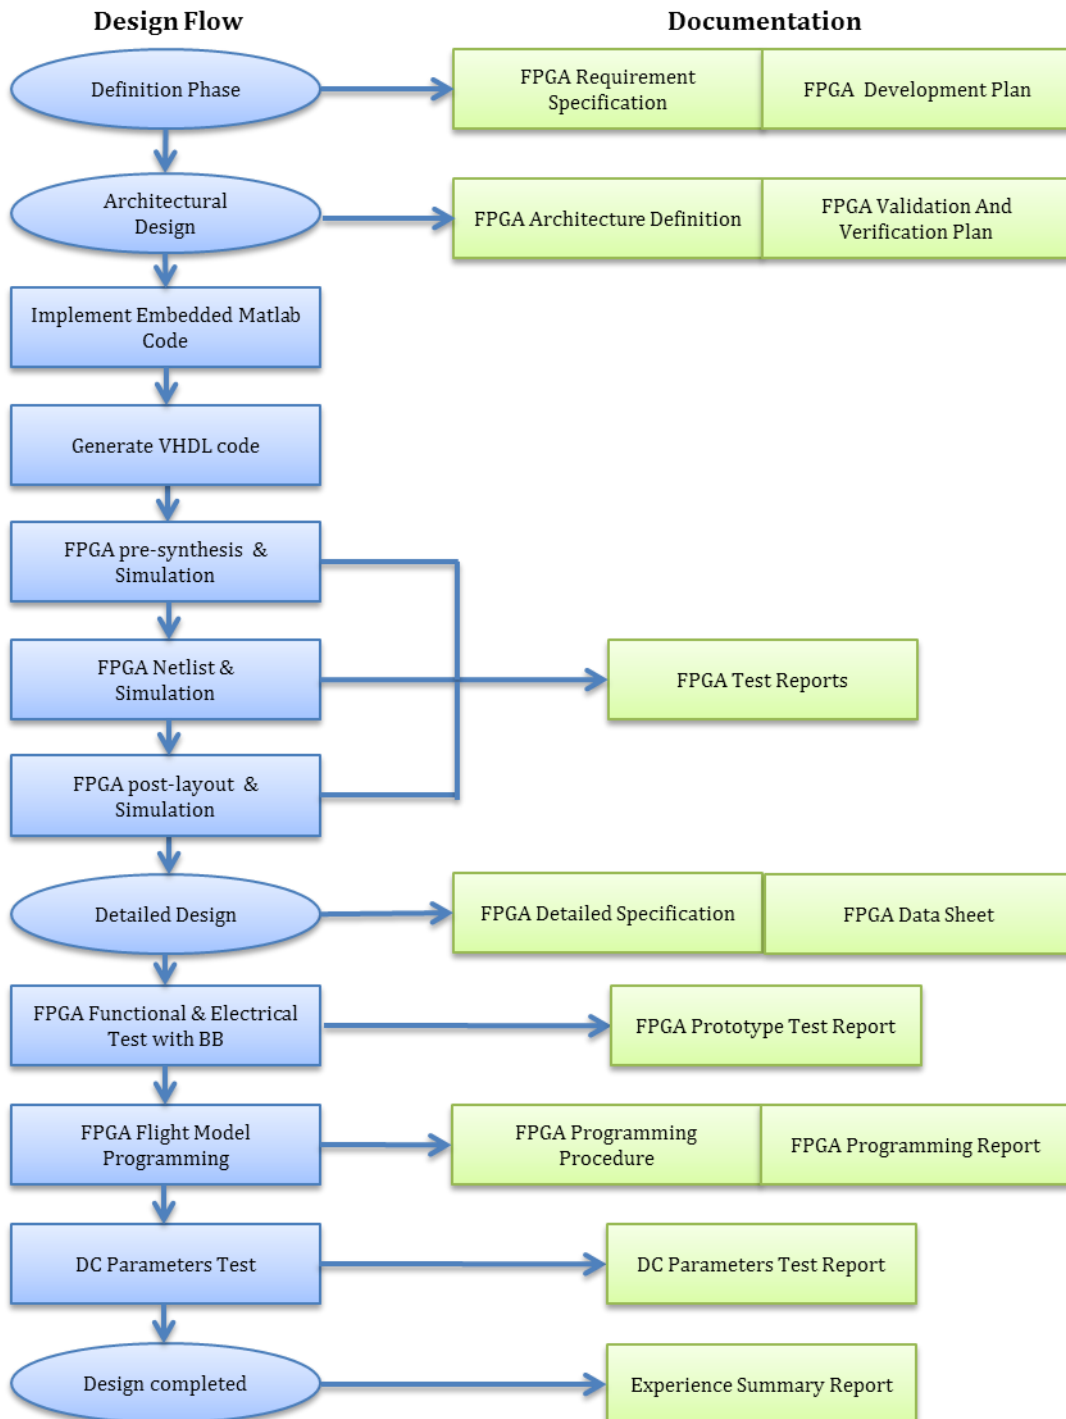 Design Flow
Documentation
Definition Phase
FPGA Requirement
Specification
FPGA Development Plan
Architectural
Design
FPGA Architecture Definition
FPGA Validation And
Verification Plan
Implement Embedded Matlab
Code
Generate VHDL code
FPGA pre-synthesis &
Simulation
FPGA Netlist &
Simulation
FPGA Test Reports
FPGA post-layout &
Simulation
Detailed Design
FPGA Detailed Specification
FPGA Data Sheet
FPGA Functional & Electrical
Test with BB
FPGA Prototype Test Report
FPGA Flight Model
Programming
FPGA Programming
Procedure
FPGA Programming Report
DC Parameters Test
DC Parameters Test Report
Design completed
Experience Summary Report